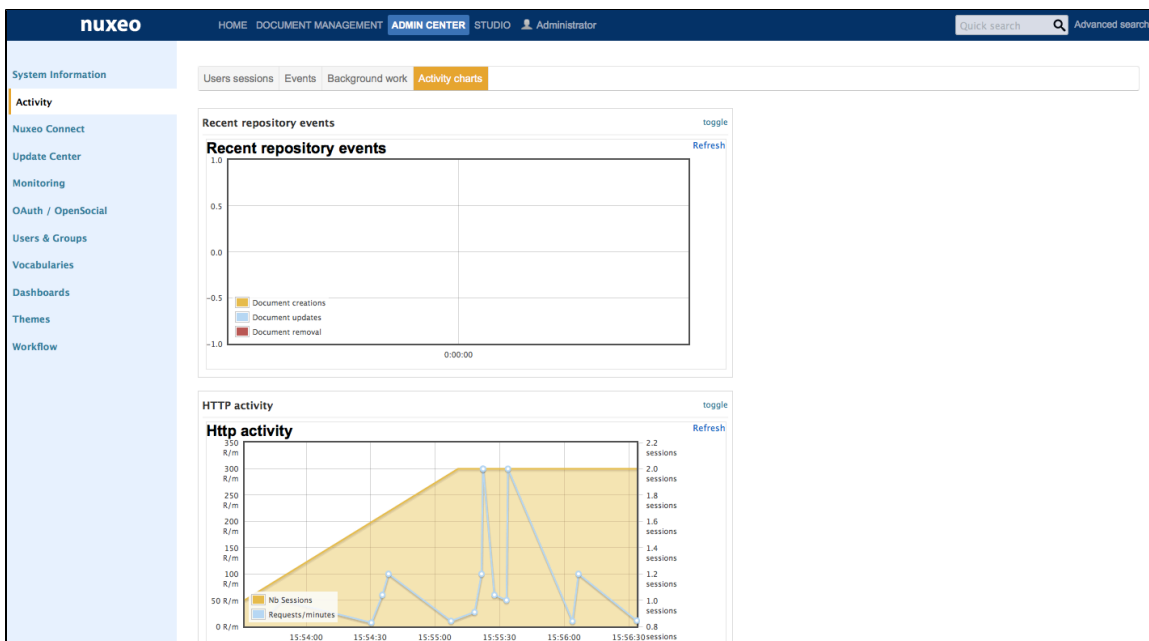 nuxeo
HOME DOCUMENT MANAGEMENT ADMIN CENTER STUDIO Administrator
Quick search
Advanced search
System Information
Activity
Nuxeo Connect
Update Center
Monitoring
OAuth / OpenSocial
Users & Groups
Vocabularies
Dashboards
Themes
Workflow
Users sessions Events Background work Activity charts
Recent repository events
toggle
Recent repository events
Refresh
1.0
0.5
0.0
−0.5
−1.0
Document creations
Document updates
Document removal
0:00:00
HTTP activity
toggle
Http activity
Refresh
350
R/m
300
R/m
250
R/m
200
R/m
150
R/m
100
R/m
50 R/m
0 R/m
2.2
sessions
2.0
sessions
1.8
sessions
1.6
sessions
1.4
sessions
1.2
sessions
1.0
sessions
0.8
sessions
Nb Sessions
Requests/minutes
15:54:00 15:54:30 15:55:00 15:55:30 15:56:00 15:56:30